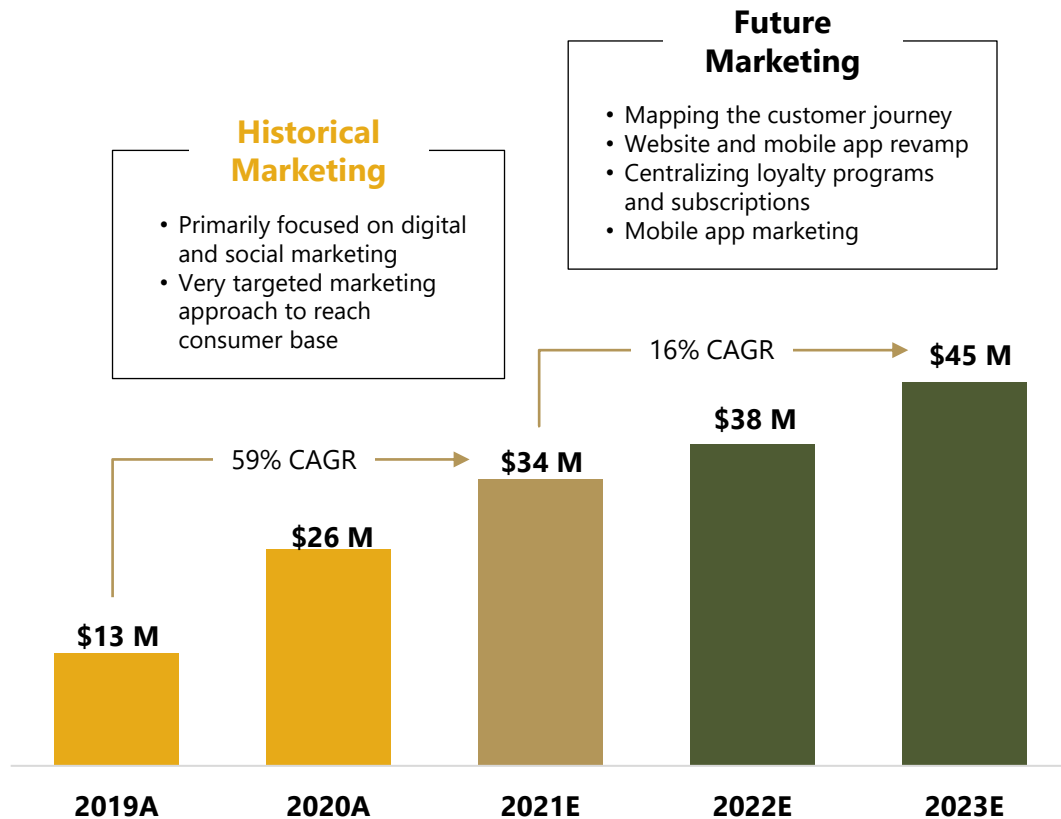 Future
Marketing
• Mapping the customer journey
• Website and mobile app revamp
• Centralizing loyalty programs
and subscriptions
• Mobile app marketing
Historical
Marketing
• Primarily focused on digital
and social marketing
• Very targeted marketing
approach to reach
consumer base
16% CAGR
$45 M
$38 M
59% CAGR
$34 M
$26 M
$13 M
2019A
2020A
2021E
2022E
2023E